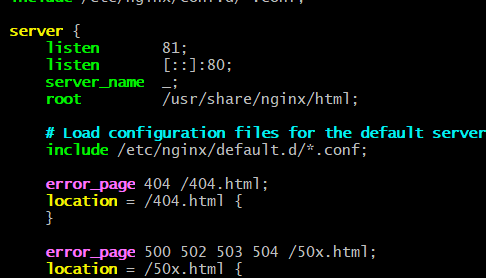 include /etc/nginx/conf.d/*.conf;
server {
listen 81;
listen [::]:80;
server_name _;
root /usr/share/nginx/html;
# Load configuration files for the default server
include /etc/nginx/default.d/*.conf;
error_page 404 /404.html;
location = /404.html {
}
error_page 500 502 503 504 /50x.html;
location = /50x.html {